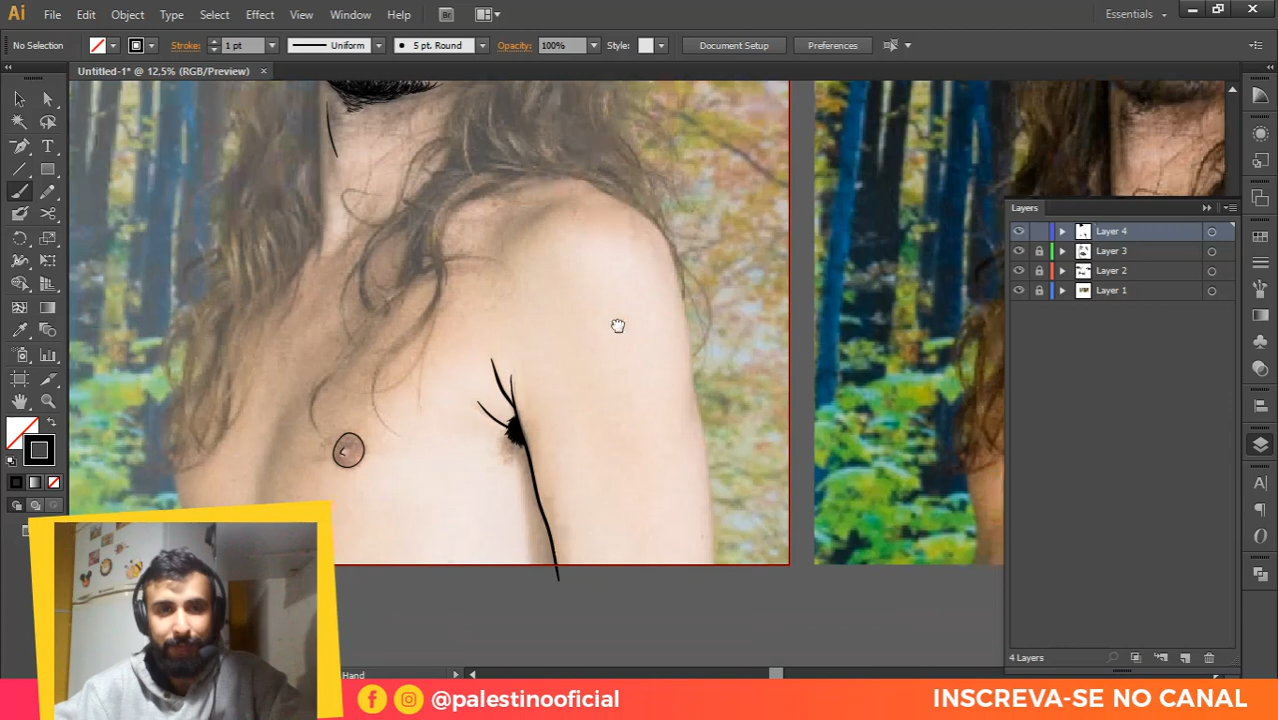 Ai File Edit Object Type Select Effect View Window Help Br Essentials
No Selection Stroke: 1 pt Uniform 5 pt. Round Opacity: 100% Style: Document Setup Preferences
Untitled-1* @ 12,5% (RGB/Preview)
Layers
Layer 4
Layer 3
Layer 2
Layer 1
4 Layers
Hand
@palestinooficial INSCREVA-SE NO CANAL